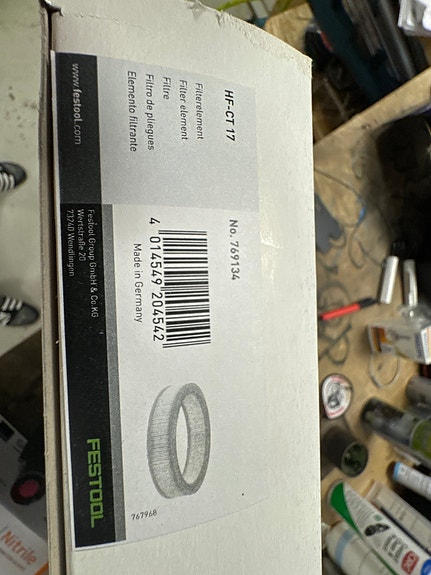 HF-CT 17
No. 769134
Filterelement
Filter element
Filtre
Filtro de pliegues
Elemento filtrante
4 014549 204542
Made in Germany
767968
www.festool.com
Festool Group GmbH & Co. KG
Wertstraße 20
73240 Wendlingen
FESTOOL
Nitrile